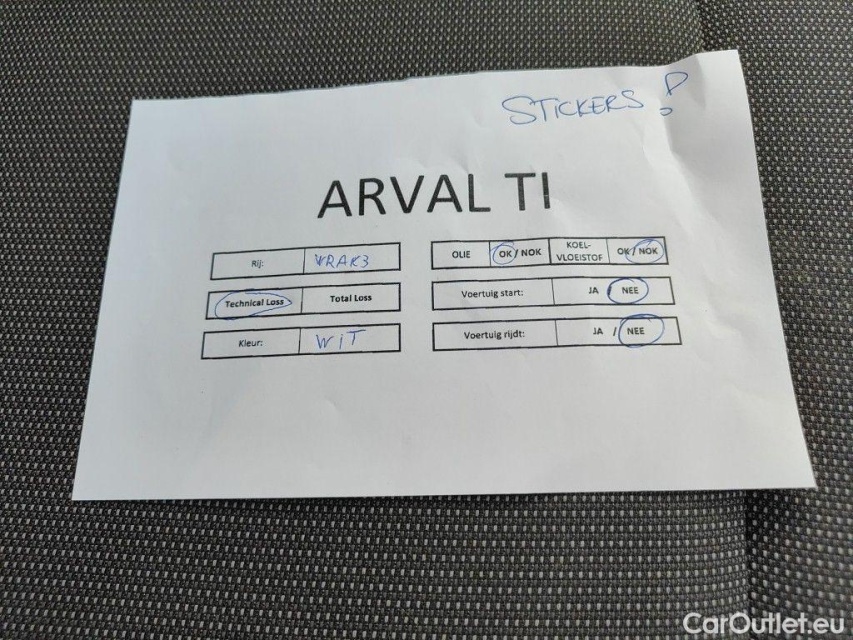 STICKERS!
ARVAL TI
Rij: WRAK3
Technical Loss Total Loss
Kleur: WIT
OLIE OK / NOK KOEL-VLOEISTOF OK / NOK
Voertuig start: JA / NEE
Voertuig rijdt: JA / NEE
CarOutlet.eu